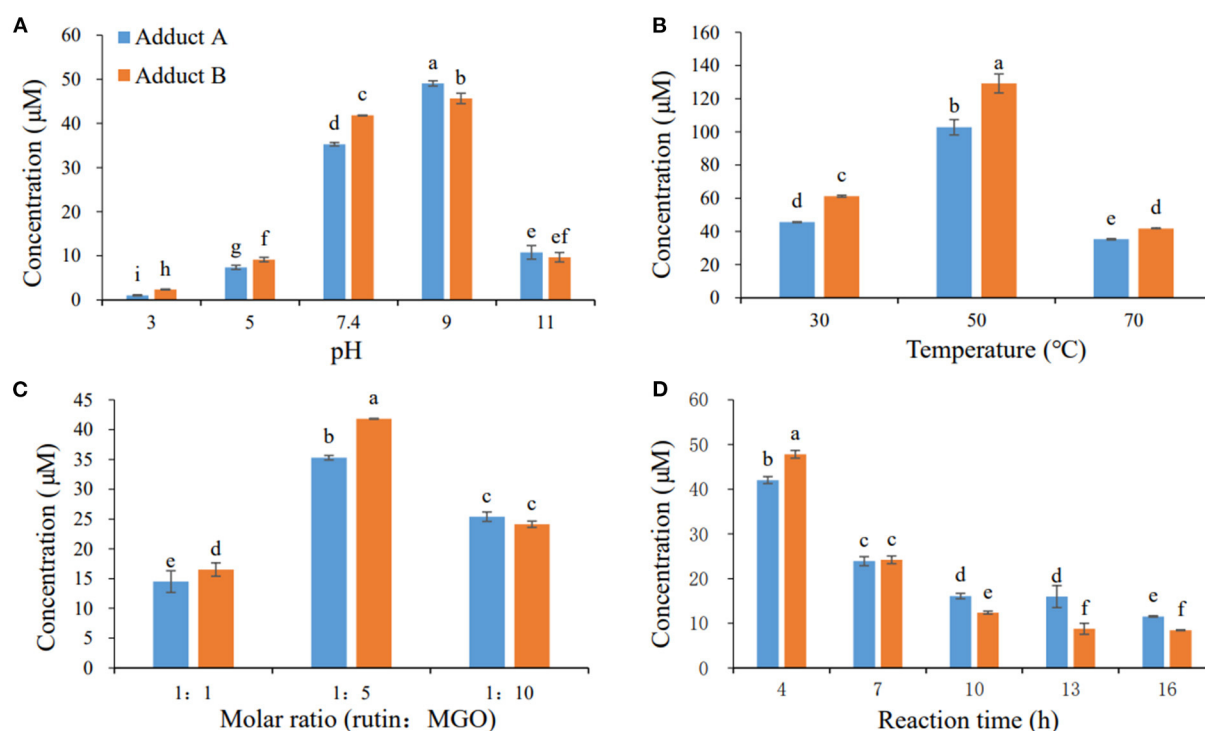 A
Adduct A
Adduct B
Concentration (μM)
60
50
40
30
20
10
0
i
h
g
f
d
c
a
b
e
ef
3
5
7.4
9
11
pH
B
Concentration (μM)
160
140
120
100
80
60
40
20
0
d
c
b
a
e
d
30
50
70
Temperature (℃)
C
Concentration (μM)
45
40
35
30
25
20
15
10
5
0
e
d
b
a
c
c
1： 1
1： 5
1： 10
Molar ratio (rutin： MGO)
D
Concentration (μM)
60
50
40
30
20
10
0
b
a
c
c
d
e
d
f
e
f
4
7
10
13
16
Reaction time (h)